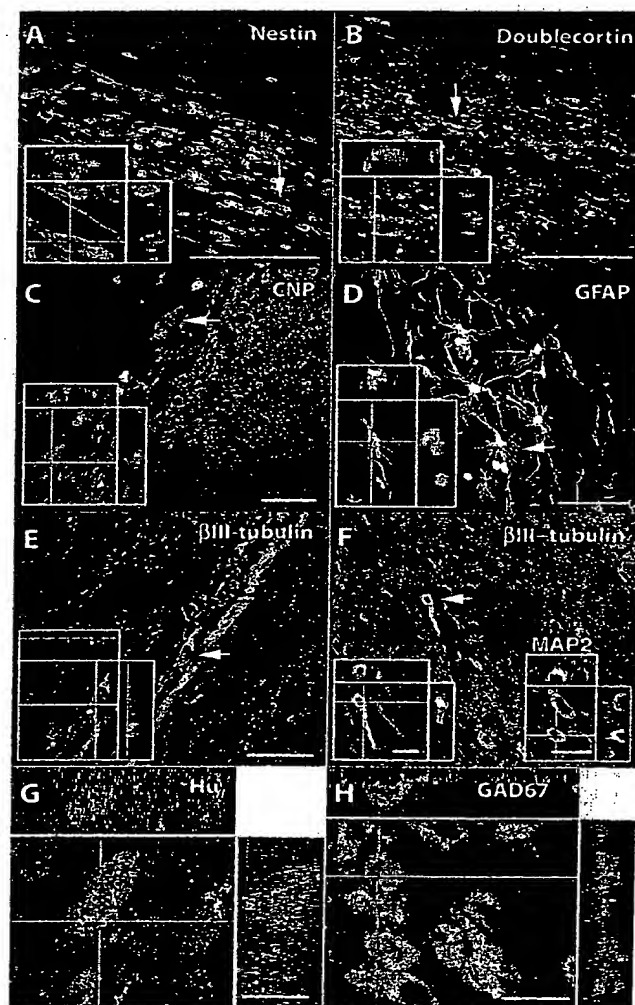 A Nestin
B Doublecortin
C CNP
D GFAP
E βIII-tubulin
F βIII-tubulin
MAP2
G Hu
H GAD67